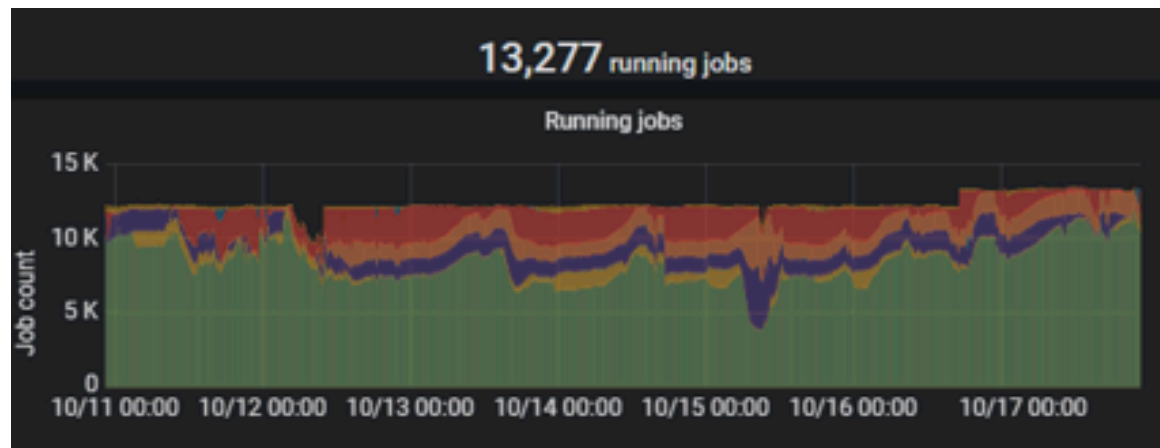 13,277 running jobs
Running jobs
15 K
10 K
5 K
0
Job count
10/11 00:00 10/12 00:00 10/13 00:00 10/14 00:00 10/15 00:00 10/16 00:00 10/17 00:00